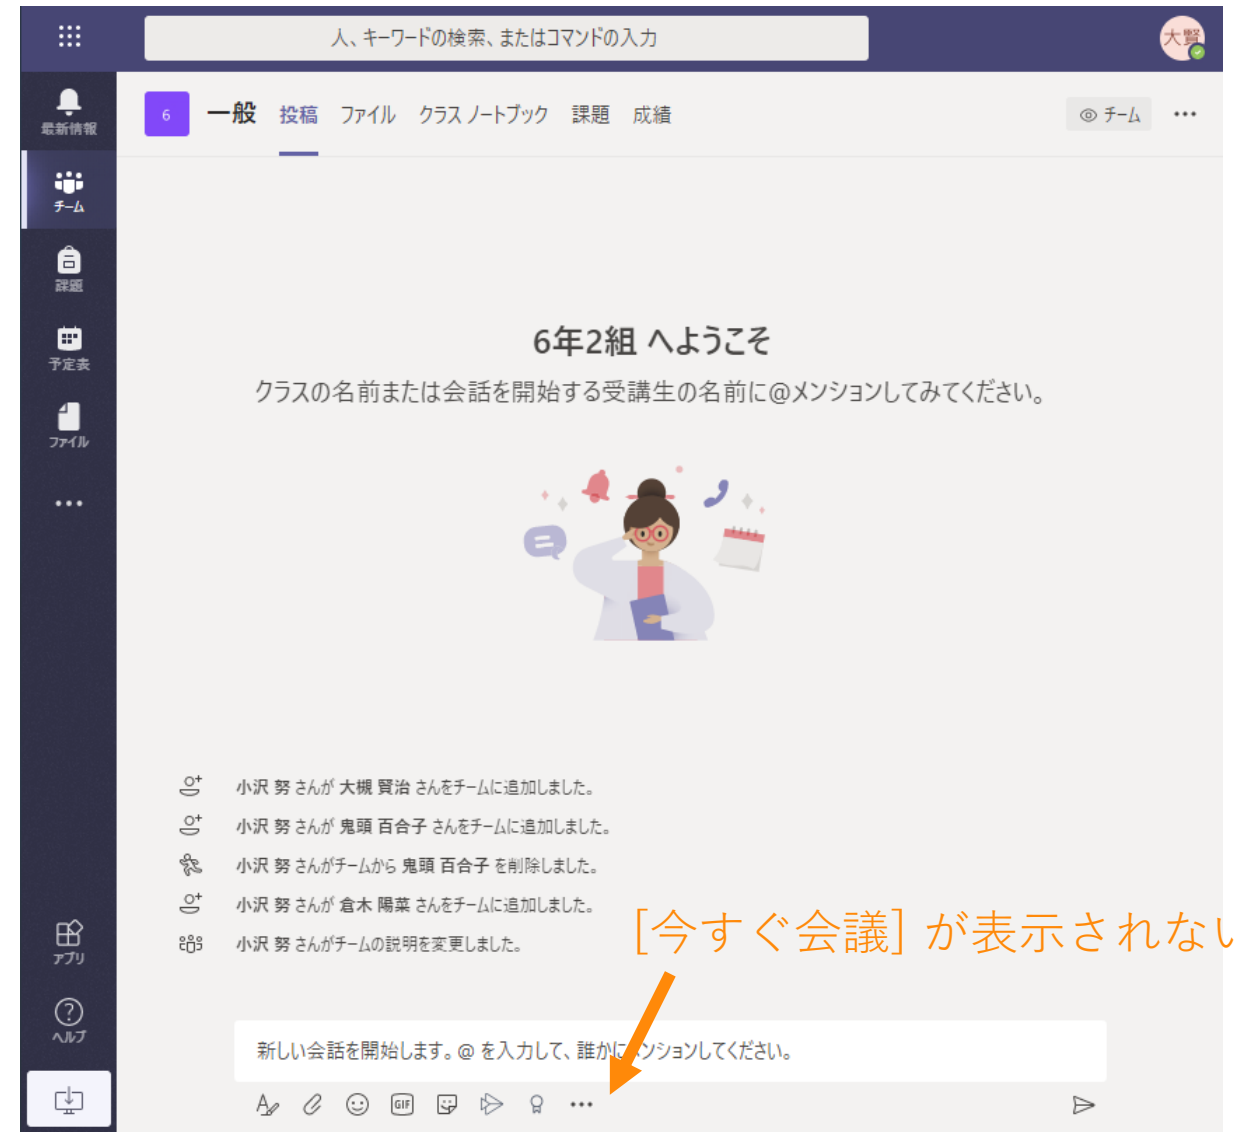 人、キーワードの検索、またはコマンドの入力
大賢
最新情報
チーム
課題
予定表
ファイル
アプリ
ヘルプ
6 一般 投稿 ファイル クラス ノートブック 課題 成績 チーム
6年2組 へようこそ
クラスの名前または会話を開始する受講生の名前に@メンションしてみてください。
小沢 努 さんが 大槻 賢治 さんをチームに追加しました。
小沢 努 さんが 鬼頭 百合子 さんをチームに追加しました。
小沢 努 さんがチームから 鬼頭 百合子 を削除しました。
小沢 努 さんが 倉木 陽菜 さんをチームに追加しました。
小沢 努 さんがチームの説明を変更しました。
[今すぐ会議] が表示されない
新しい会話を開始します。@ を入力して、誰かにメンションしてください。
GIF